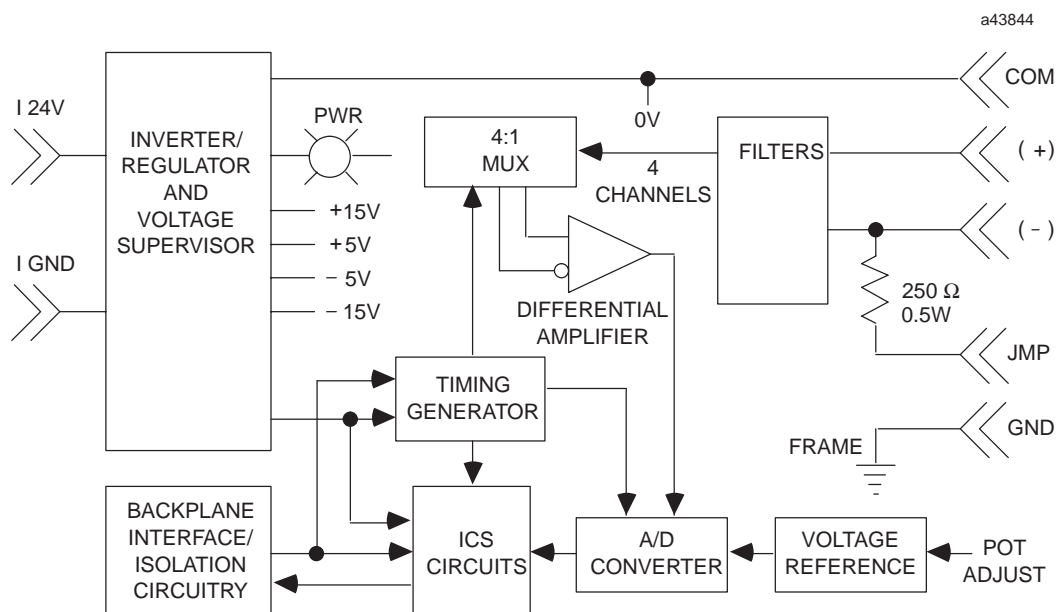 a43844
COM
I 24V
PWR
0V
INVERTER/
REGULATOR
AND
VOLTAGE
SUPERVISOR
4:1
MUX
4
CHANNELS
FILTERS
( + )
+15V
+5V
− 5V
− 15V
( − )
I GND
DIFFERENTIAL
AMPLIFIER
250 Ω
0.5W
JMP
TIMING
GENERATOR
GND
FRAME
BACKPLANE
INTERFACE/
ISOLATION
CIRCUITRY
ICS
CIRCUITS
A/D
CONVERTER
VOLTAGE
REFERENCE
POT
ADJUST